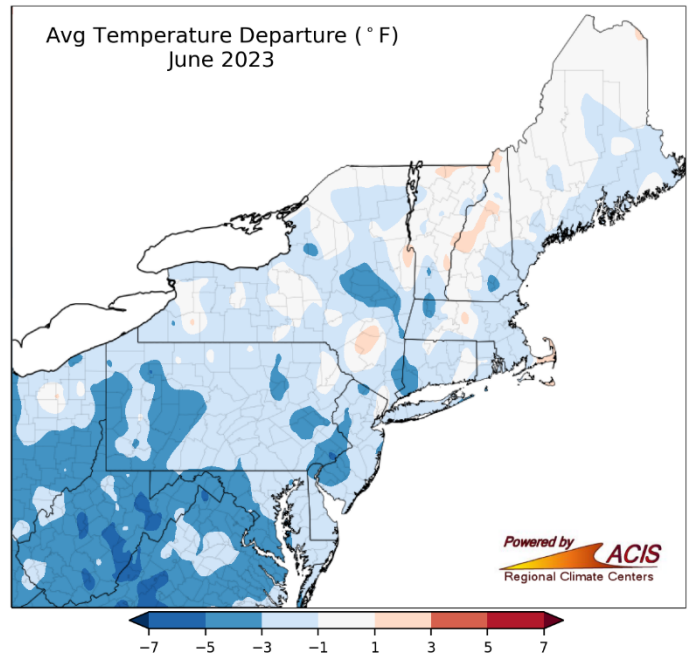 Avg Temperature Departure (°F)
June 2023
Powered by
ACIS
Regional Climate Centers
−7 −5 −3 −1 1 3 5 7